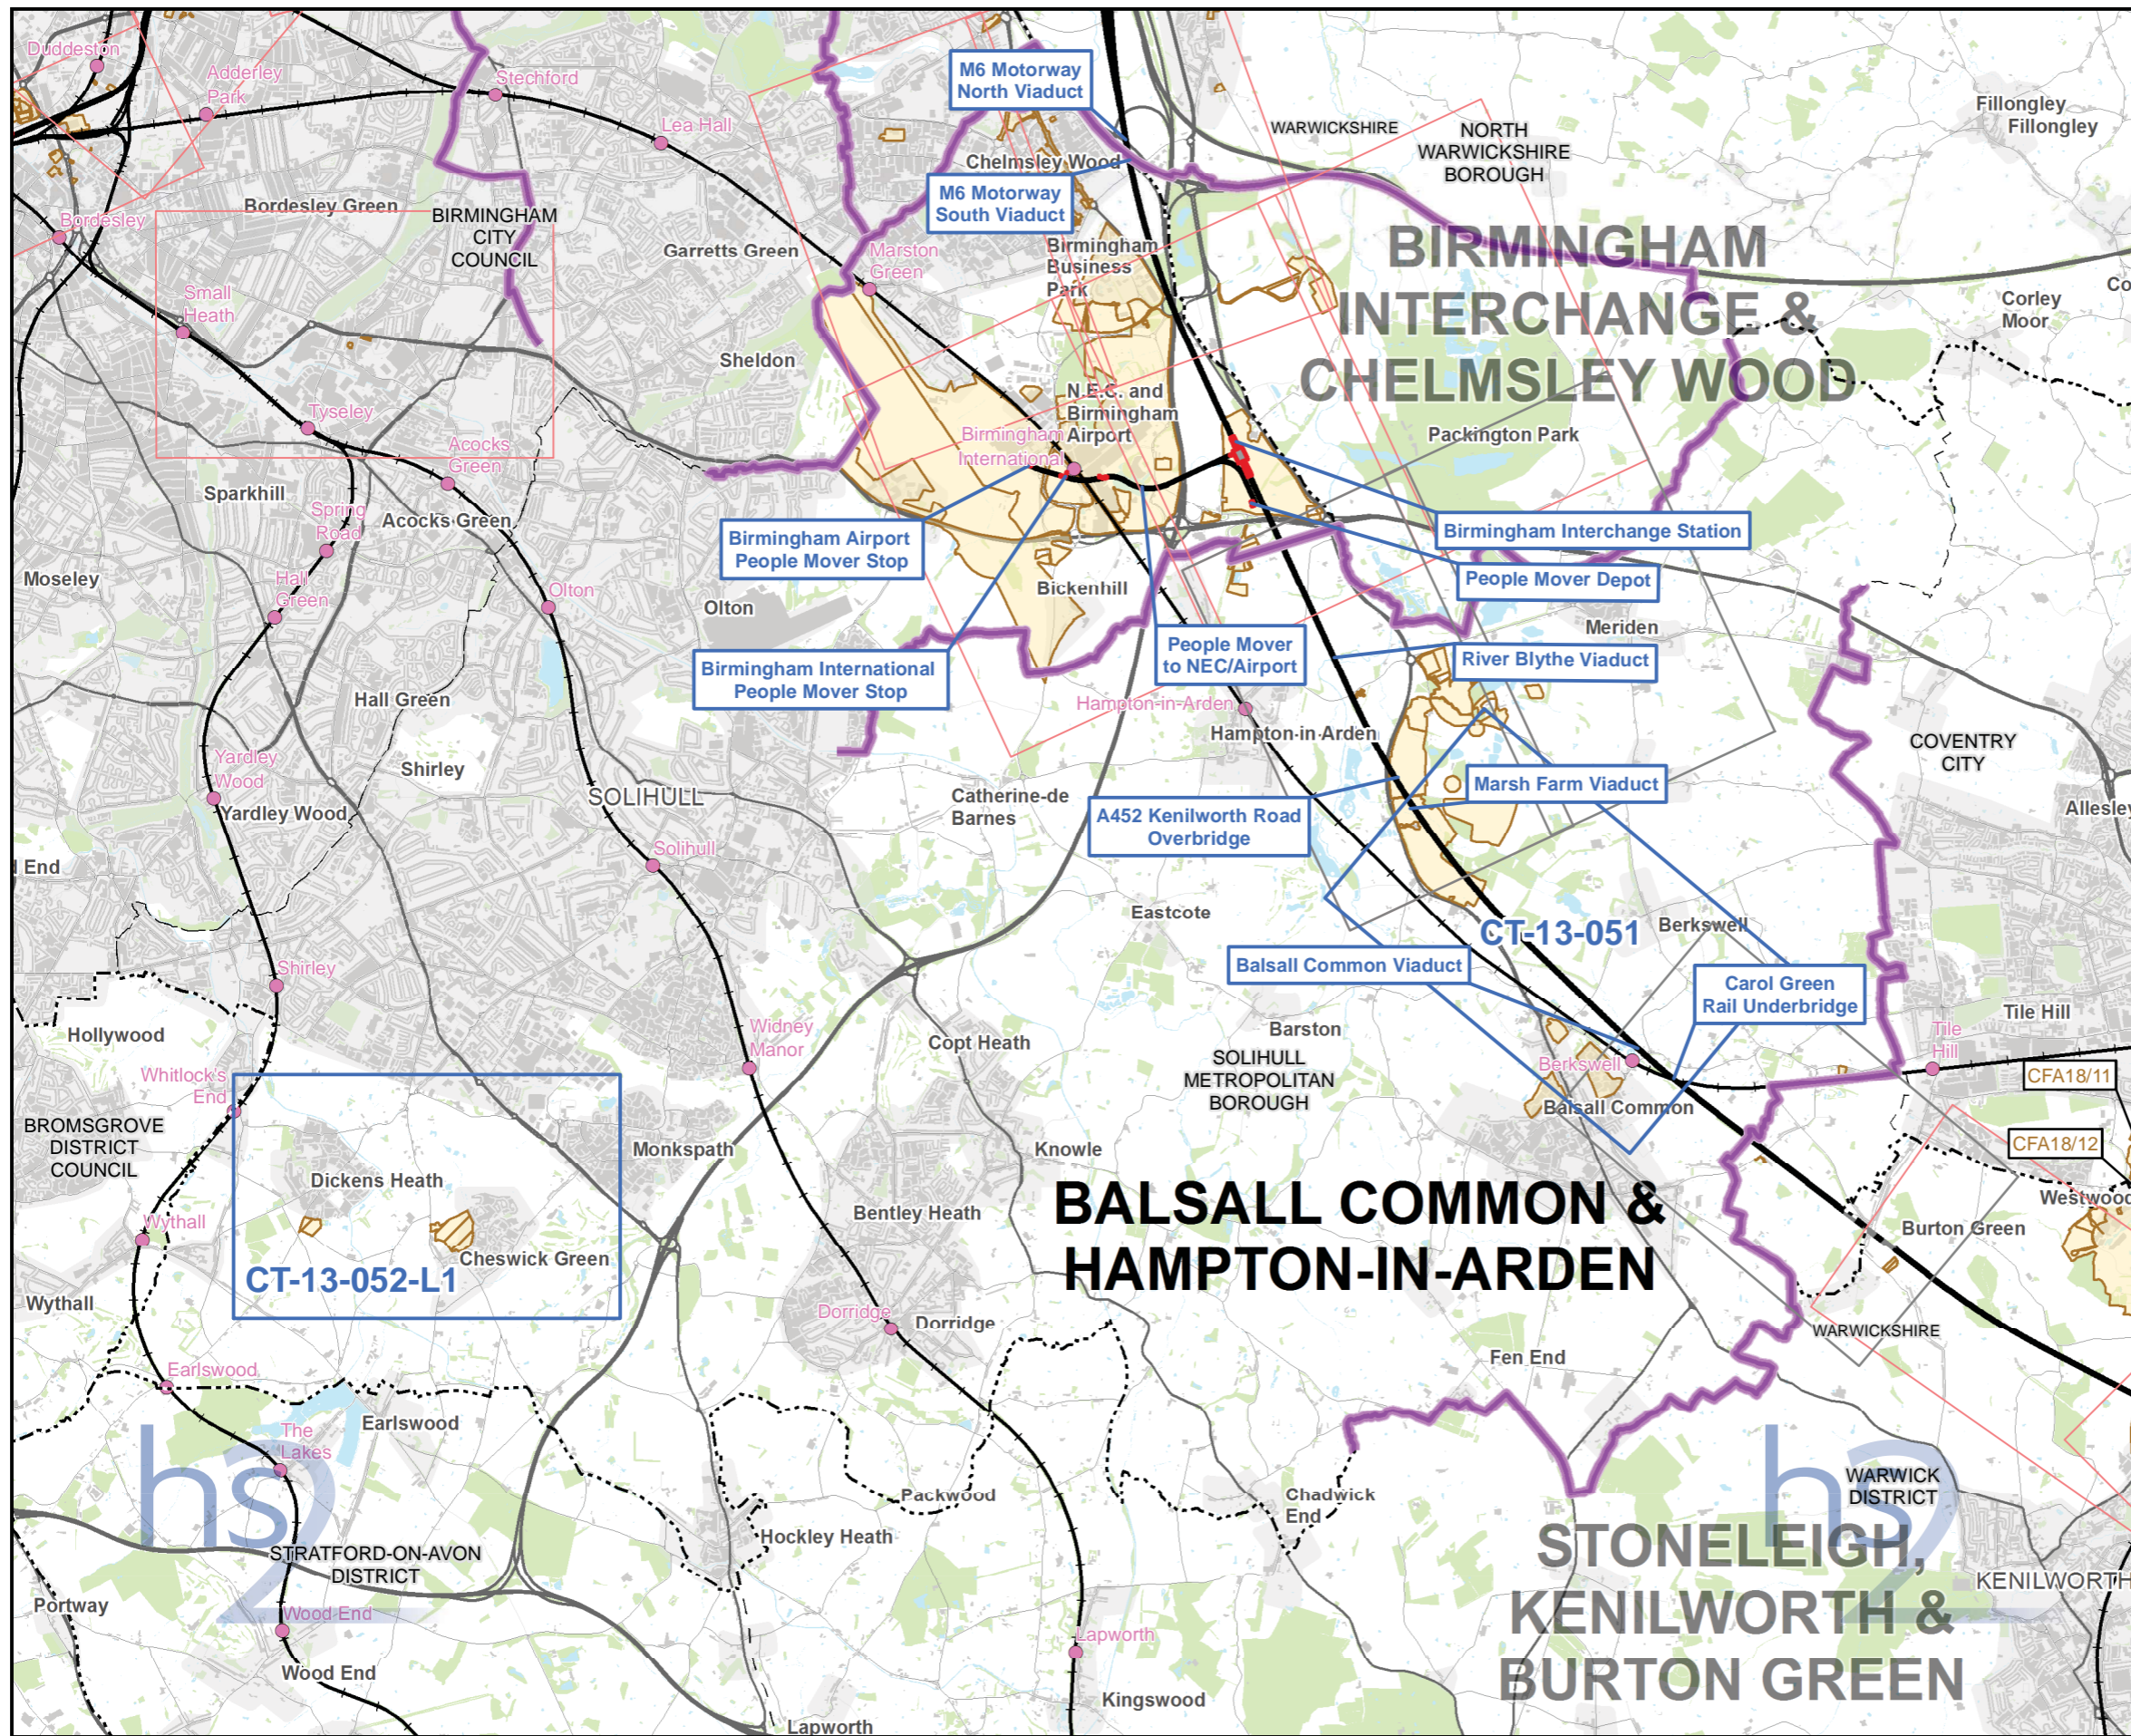 Duddeston
Adderley
Park
Stechford
Lea Hall
M6 Motorway
North Viaduct
Chelmsley Wood
M6 Motorway
South Viaduct
WARWICKSHIRE
NORTH
WARWICKSHIRE
BOROUGH
Fillongley
Fillongley
Bordesley
Bordesley Green
BIRMINGHAM
CITY
COUNCIL
Garretts Green
Marston
Green
Birmingham
Business
Park
BIRMINGHAM
INTERCHANGE &
CHELMSLEY WOOD
Corley
Moor
Co
Small
Heath
Sheldon
N.E.C. and
Birmingham
Airport
Birmingham
International
Packington Park
Tyseley
Acocks
Green
Sparkhill
Spring
Road
Acocks Green
Birmingham Airport
People Mover Stop
Birmingham Interchange Station
People Mover Depot
Moseley
Hall
Green
Olton
Olton
Bickenhill
Meriden
Birmingham International
People Mover Stop
People Mover
to NEC/Airport
River Blythe Viaduct
Hall Green
Hampton-in-Arden
Hampton-in-Arden
COVENTRY
CITY
Yardley
Wood
Shirley
Yardley Wood
SOLIHULL
Catherine-de
Barnes
A452 Kenilworth Road
Overbridge
Marsh Farm Viaduct
Allesley
d End
Solihull
Eastcote
CT-13-051
Berkswell
Balsall Common Viaduct
Carol Green
Rail Underbridge
Shirley
Hollywood
Widney
Manor
Copt Heath
Barston
SOLIHULL
METROPOLITAN
BOROUGH
Berkswell
Balsall Common
Tile Hill
Tile
Hill
CFA18/11
CFA18/12
Whitlock's
End
BROMSGROVE
DISTRICT
COUNCIL
Dickens Heath
Monkspath
Knowle
Westwood
Wythall
Bentley Heath
BALSALL COMMON &
HAMPTON-IN-ARDEN
Burton Green
Cheswick Green
CT-13-052-L1
Wythall
Dorridge
Dorridge
WARWICKSHIRE
Fen End
Earlswood
The
Lakes
Earlswood
hs2
Packwood
Hockley Heath
Chadwick
End
hs2
WARWICK
DISTRICT
STRATFORD-ON-AVON
DISTRICT
STONELEIGH,
KENILWORTH &
BURTON GREEN
KENILWORTH
Portway
Wood End
Wood End
Lapworth
Kingswood
Lapworth